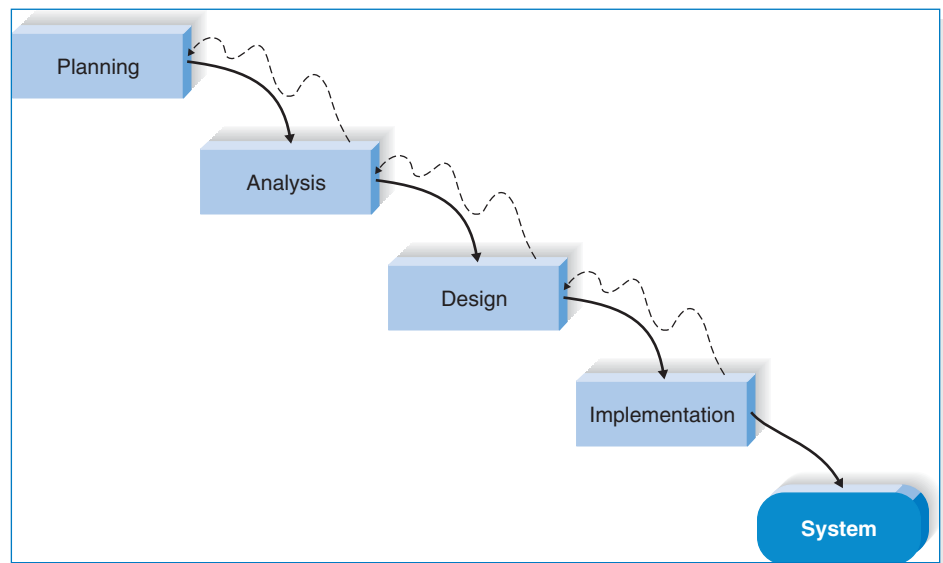 Planning
Analysis
Design
Implementation
System